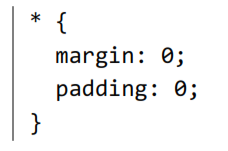 * {
  margin: 0;
  padding: 0;
}